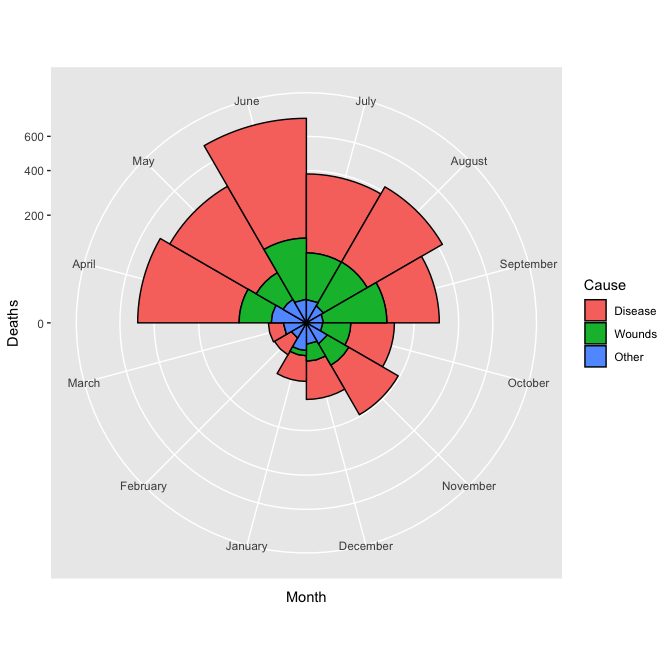 June
July
600
May
August
400
200
April
September
Cause
Disease
Deaths
0
Wounds
Other
March
October
February
November
January
December
Month